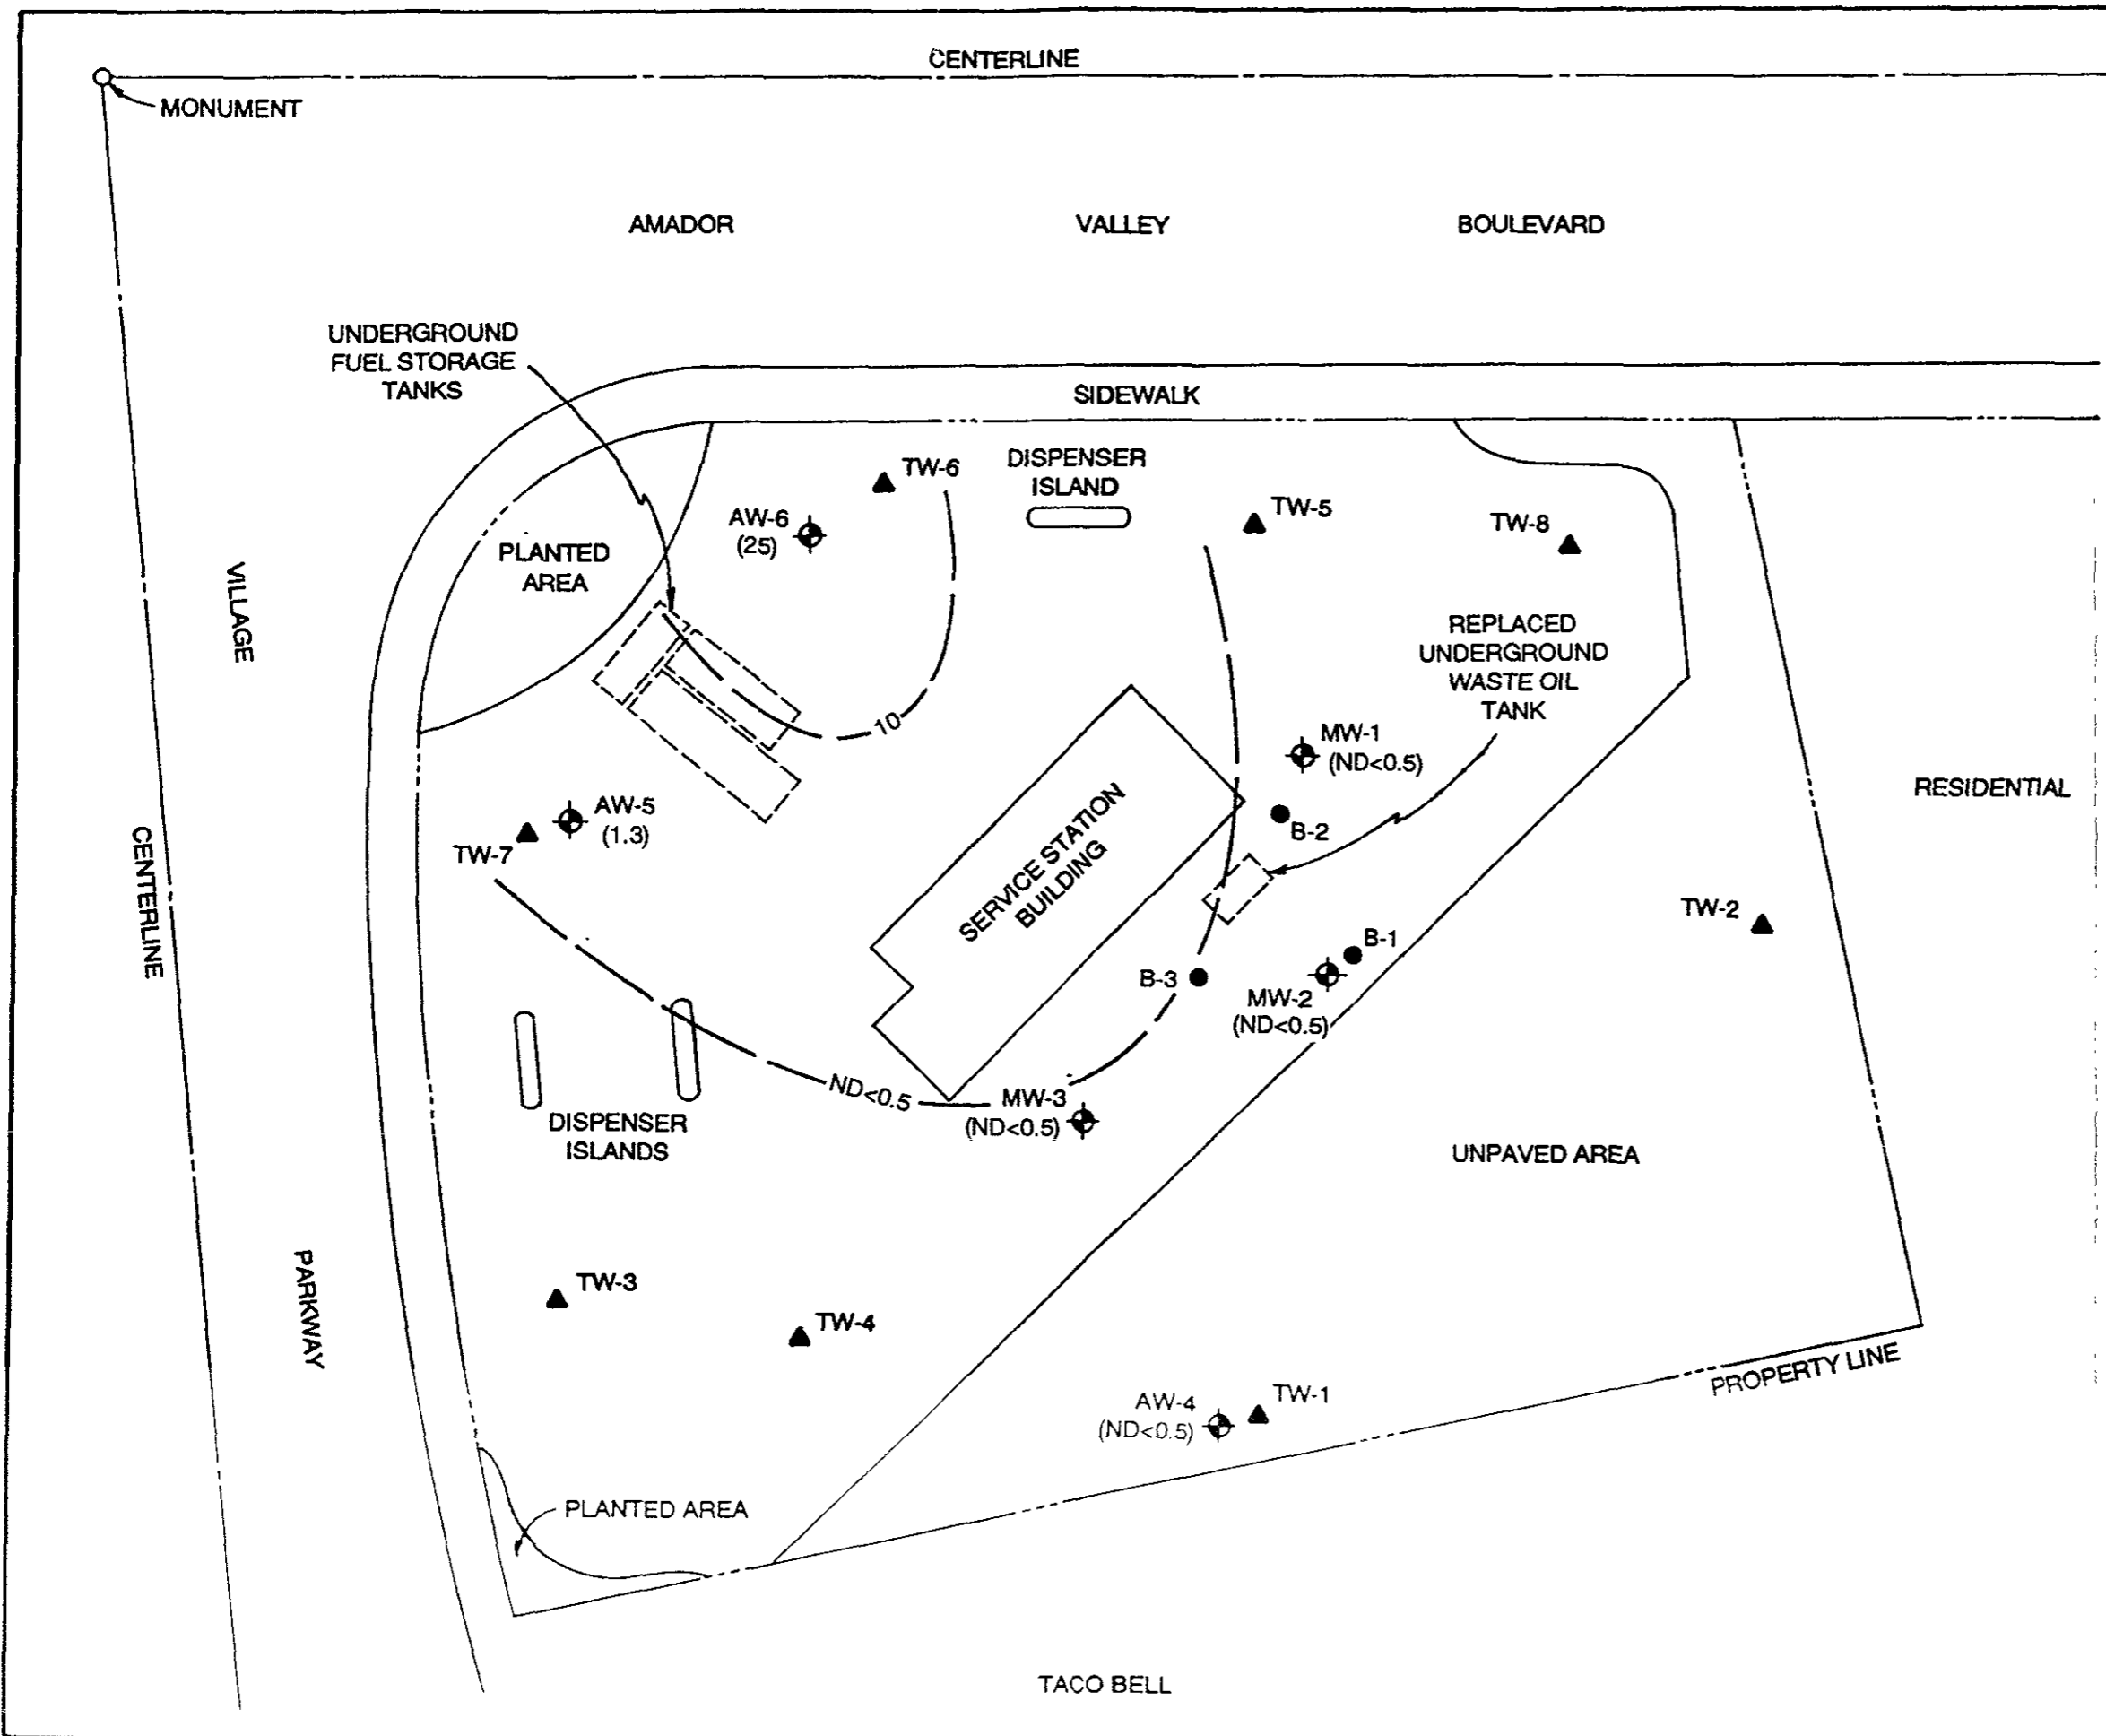 CENTERLINE
MONUMENT
AMADOR VALLEY BOULEVARD
UNDERGROUND
FUEL STORAGE
TANKS
SIDEWALK
TW-6
DISPENSER
ISLAND
AW-6
(25)
TW-5
TW-8
PLANTED
AREA
VILLAGE
REPLACED
UNDERGROUND
WASTE OIL
TANK
10
MW-1
(ND<0.5)
RESIDENTIAL
AW-5
(1.3)
TW-7
B-2
SERVICE STATION
BUILDING
CENTERLINE
TW-2
B-1
B-3
MW-2
(ND<0.5)
ND<0.5
MW-3
(ND<0.5)
DISPENSER
ISLANDS
UNPAVED AREA
PARKWAY
TW-3
TW-4
PROPERTY LINE
AW-4
(ND<0.5)
TW-1
PLANTED AREA
TACO BELL